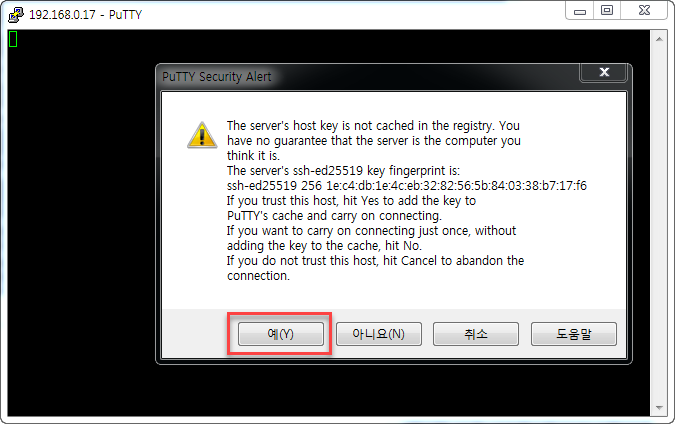 192.168.0.17 - PuTTY
PuTTY Security Alert
The server's host key is not cached in the registry. You
have no guarantee that the server is the computer you
think it is.
The server's ssh-ed25519 key fingerprint is:
ssh-ed25519 256 1e:c4:db:1e:4c:eb:32:82:56:5b:84:03:38:b7:17:f6
If you trust this host, hit Yes to add the key to
PuTTY's cache and carry on connecting.
If you want to carry on connecting just once, without
adding the key to the cache, hit No.
If you do not trust this host, hit Cancel to abandon the
connection.
예(Y) 아니요(N) 취소 도움말